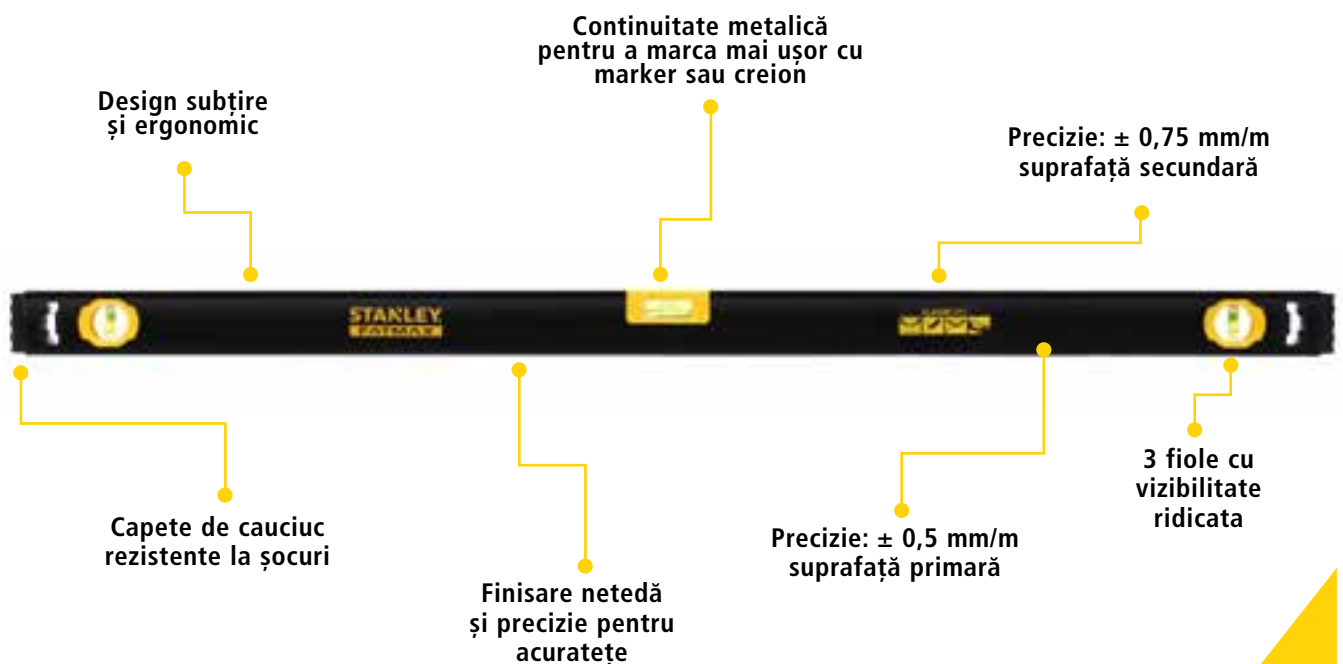 Continuitate metalică
pentru a marca mai ușor cu
marker sau creion
Design subțire
și ergonomic
Precizie: ± 0,75 mm/m
suprafață secundară
STANLEY
FATMAX
3 fiole cu
vizibilitate
ridicata
Capete de cauciuc
rezistente la șocuri
Precizie: ± 0,5 mm/m
suprafață primară
Finisare netedă
și precizie pentru
acuratețe